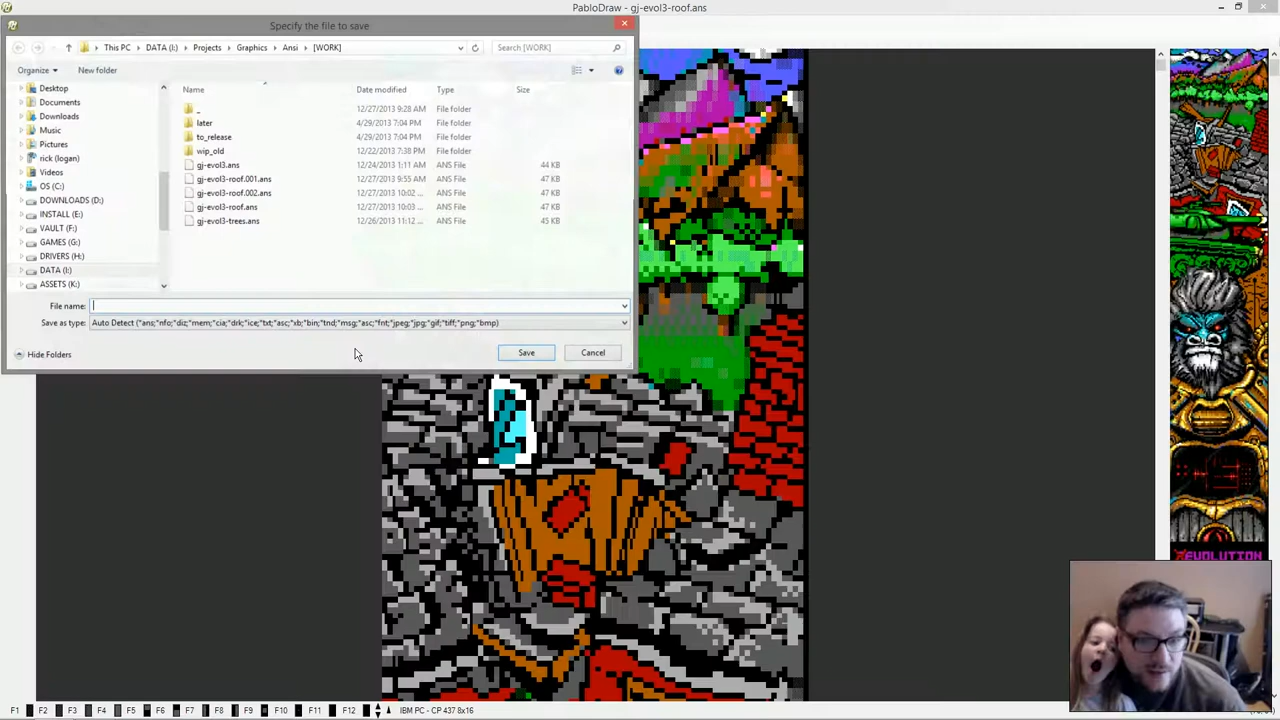 PabloDraw - gj-evol3-roof.ans
Specify the file to save
This PC
DATA (I:)
Projects
Graphics
Ansi
[WORK]
Search [WORK]
Organize
New folder
Name
Date modified
Type
Size
Desktop
Documents
Downloads
Music
Pictures
rick (logan)
Videos
OS (C:)
DOWNLOADS (D:)
INSTALL (E:)
VAULT (F:)
GAMES (G:)
DRIVERS (H:)
DATA (I:)
ASSETS (K:)
_ 12/27/2013 9:28 AM File folder
later 4/29/2013 7:04 PM File folder
to_release 4/29/2013 7:04 PM File folder
wip_old 12/22/2013 7:38 PM File folder
gj-evol3.ans 12/24/2013 1:11 AM ANS File 44 KB
gj-evol3-roof.001.ans 12/27/2013 9:55 AM ANS File 47 KB
gj-evol3-roof.002.ans 12/27/2013 10:02 ... ANS File 47 KB
gj-evol3-roof.ans 12/27/2013 10:03 ... ANS File 47 KB
gj-evol3-trees.ans 12/26/2013 11:12 ... ANS File 45 KB
File name:
Save as type: Auto Detect (*ans;*nfo;*diz;*mem;*cia;*drk;*ice;*txt;*asc;*xb;*bin;*tnd;*msg;*asc;*fnt;*jpeg;*jpg;*gif;*tiff;*png;*bmp)
Hide Folders
Save
Cancel
REVOLUTION
F1 F2 F3 F4 F5 F6 F7 F8 F9 F10 F11 F12 IBM PC - CP 437 8x16